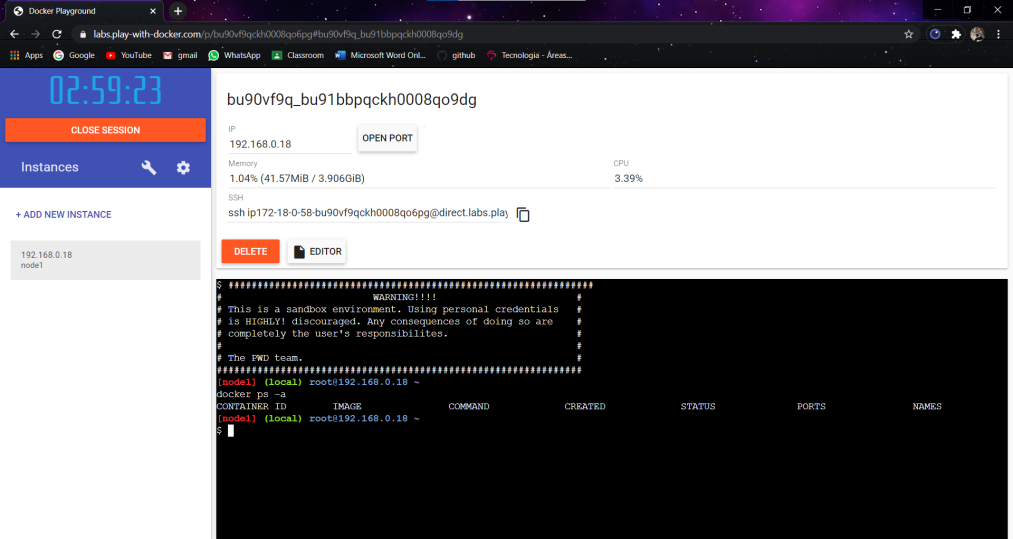 Docker Playground
labs.play-with-docker.com/p/bu90vf9qckh0008qo6pg#bu90vf9q_bu91bbpqckh0008qo9dg
Apps Google YouTube gmail WhatsApp Classroom Microsoft Word Onl... github Tecnologia - Áreas...
02:59:23
CLOSE SESSION
Instances
+ ADD NEW INSTANCE
192.168.0.18
node1
bu90vf9q_bu91bbpqckh0008qo9dg
IP
192.168.0.18
OPEN PORT
Memory
1.04% (41.57MiB / 3.906GiB)
CPU
3.39%
SSH
ssh ip172-18-0-58-bu90vf9qckh0008qo6pg@direct.labs.play
DELETE
EDITOR
$ ###############################################################
# WARNING!!!! #
# This is a sandbox environment. Using personal credentials #
# is HIGHLY! discouraged. Any consequences of doing so are #
# completely the user's responsibilites. #
# #
# The PWD team. #
###############################################################
[node1] (local) root@192.168.0.18 ~
docker ps -a
CONTAINER ID IMAGE COMMAND CREATED STATUS PORTS NAMES
[node1] (local) root@192.168.0.18 ~
$